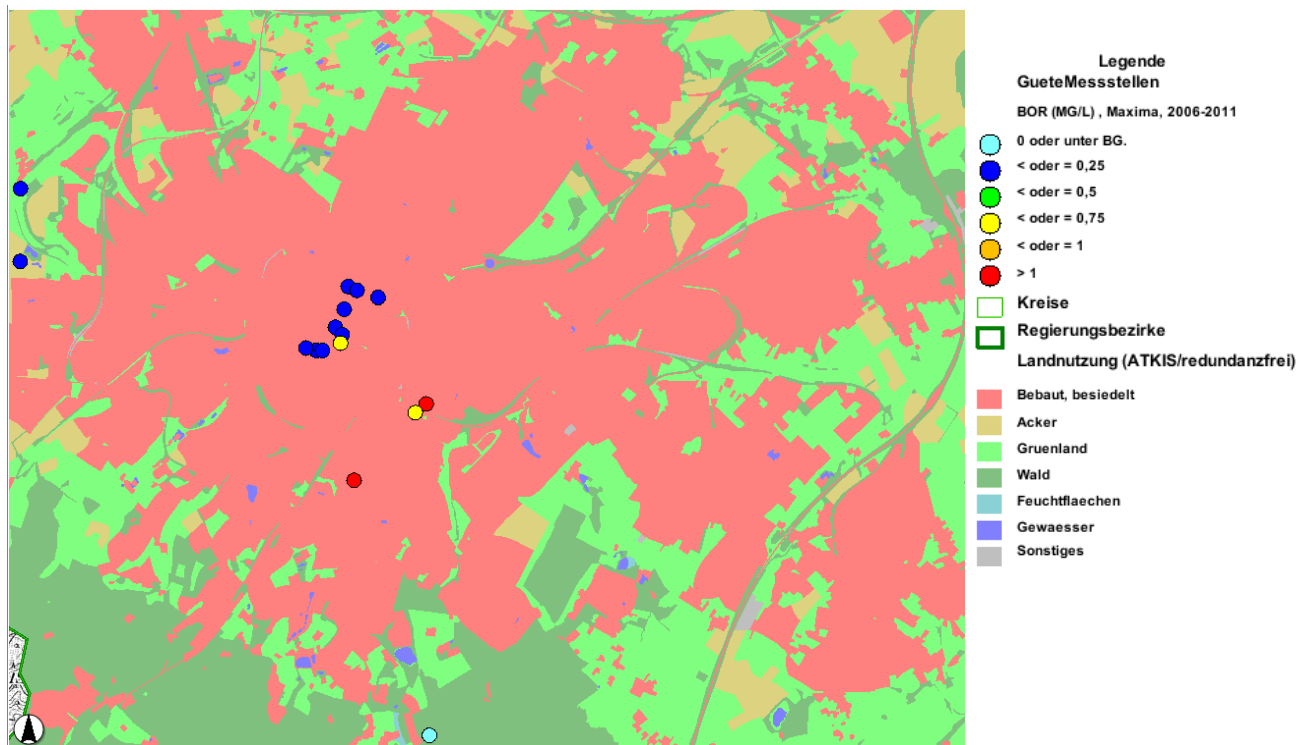 Legende
GueteMessstellen
BOR (MG/L) , Maxima, 2006-2011
0 oder unter BG.
< oder = 0,25
< oder = 0,5
< oder = 0,75
< oder = 1
> 1
Kreise
Regierungsbezirke
Landnutzung (ATKIS/redundanzfrei)
Bebaut, besiedelt
Acker
Gruenland
Wald
Feuchtflaechen
Gewaesser
Sonstiges